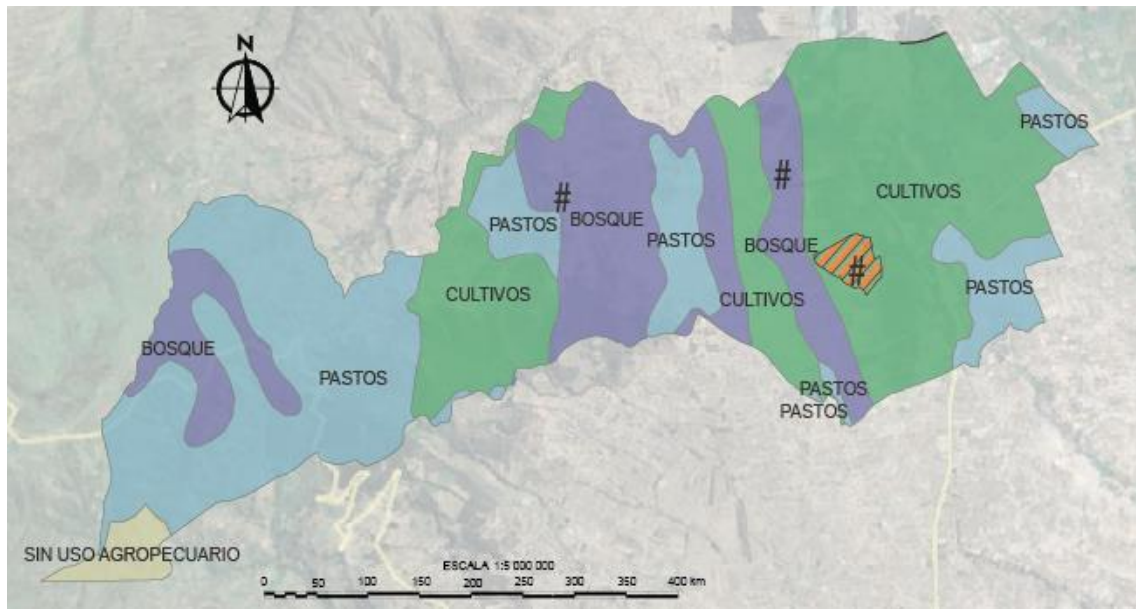 N
PASTOS
#
#
CULTIVOS
PASTOS
BOSQUE
PASTOS
BOSQUE
#
PASTOS
CULTIVOS
CULTIVOS
BOSQUE
PASTOS
PASTOS
PASTOS
SIN USO AGROPECUARIO
ESCALA 1:5 000 000
0 50 100 150 200 250 300 350 400 km